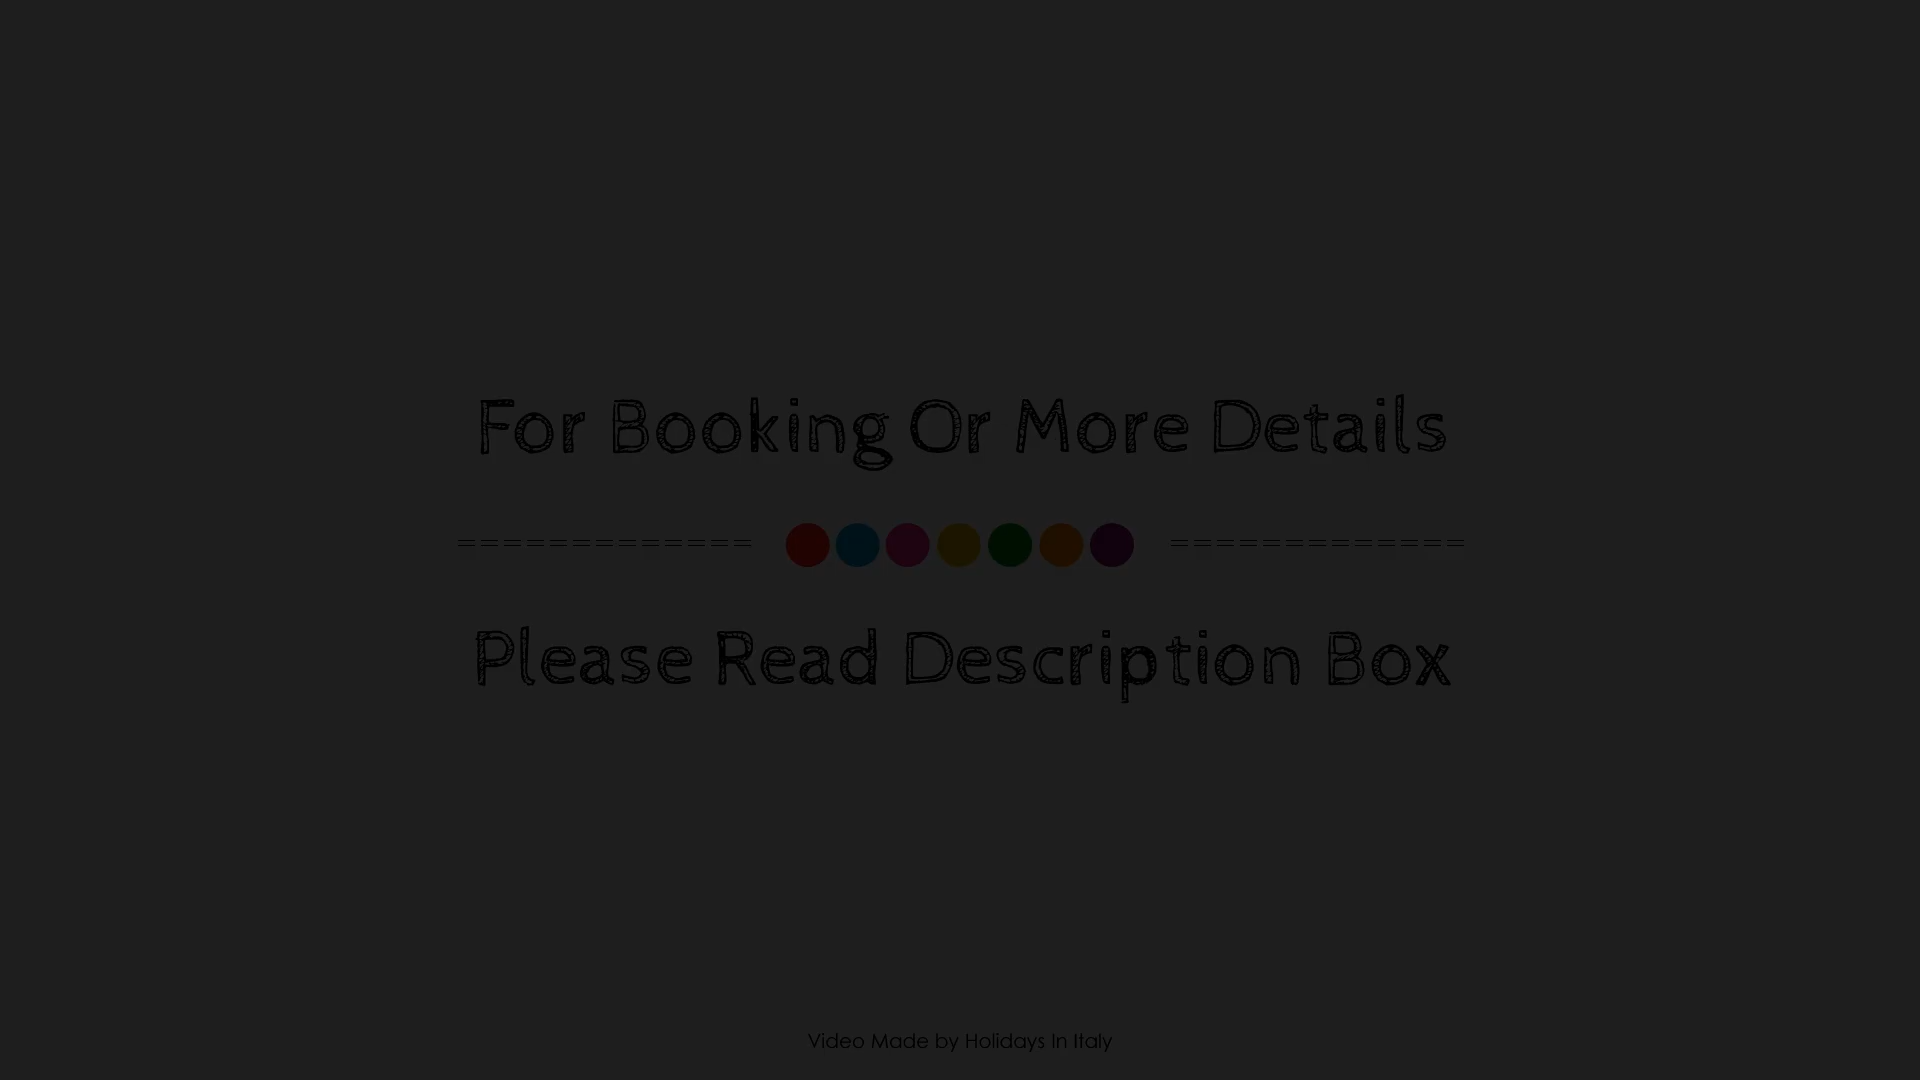 For Booking Or More Details
============= =============
Please Read Description Box
Video Made by Holidays In Italy